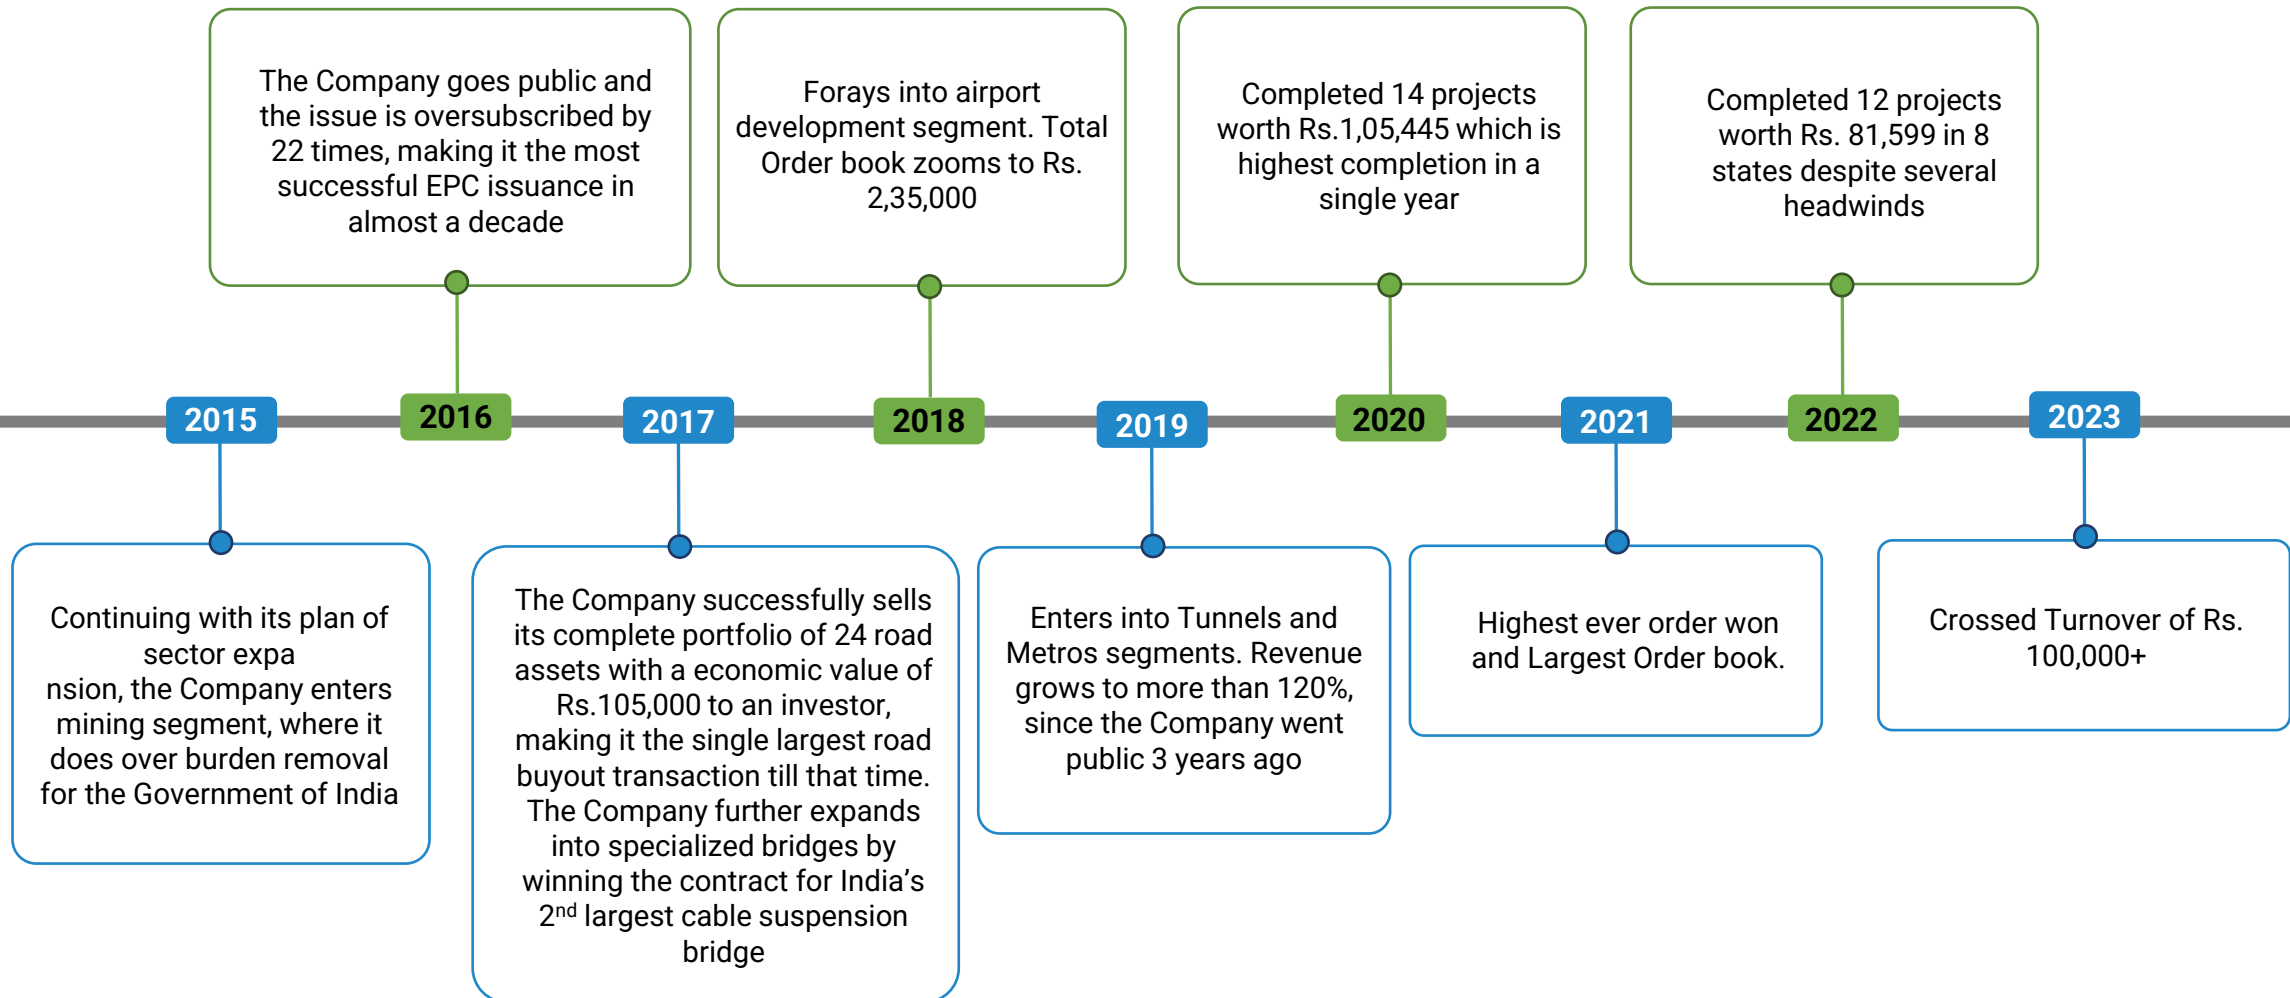 The Company goes public and
the issue is oversubscribed by
22 times, making it the most
successful EPC issuance in
almost a decade
Forays into airport
development segment. Total
Order book zooms to Rs.
2,35,000
Completed 14 projects
worth Rs.1,05,445 which is
highest completion in a
single year
Completed 12 projects
worth Rs. 81,599 in 8
states despite several
headwinds
2015
2016
2017
2018
2019
2020
2021
2022
2023
Continuing with its plan of
sector expa
nsion, the Company enters
mining segment, where it
does over burden removal
for the Government of India
The Company successfully sells
its complete portfolio of 24 road
assets with a economic value of
Rs.105,000 to an investor,
making it the single largest road
buyout transaction till that time.
The Company further expands
into specialized bridges by
winning the contract for India’s
2nd largest cable suspension
bridge
Enters into Tunnels and
Metros segments. Revenue
grows to more than 120%,
since the Company went
public 3 years ago
Highest ever order won
and Largest Order book.
Crossed Turnover of Rs.
100,000+